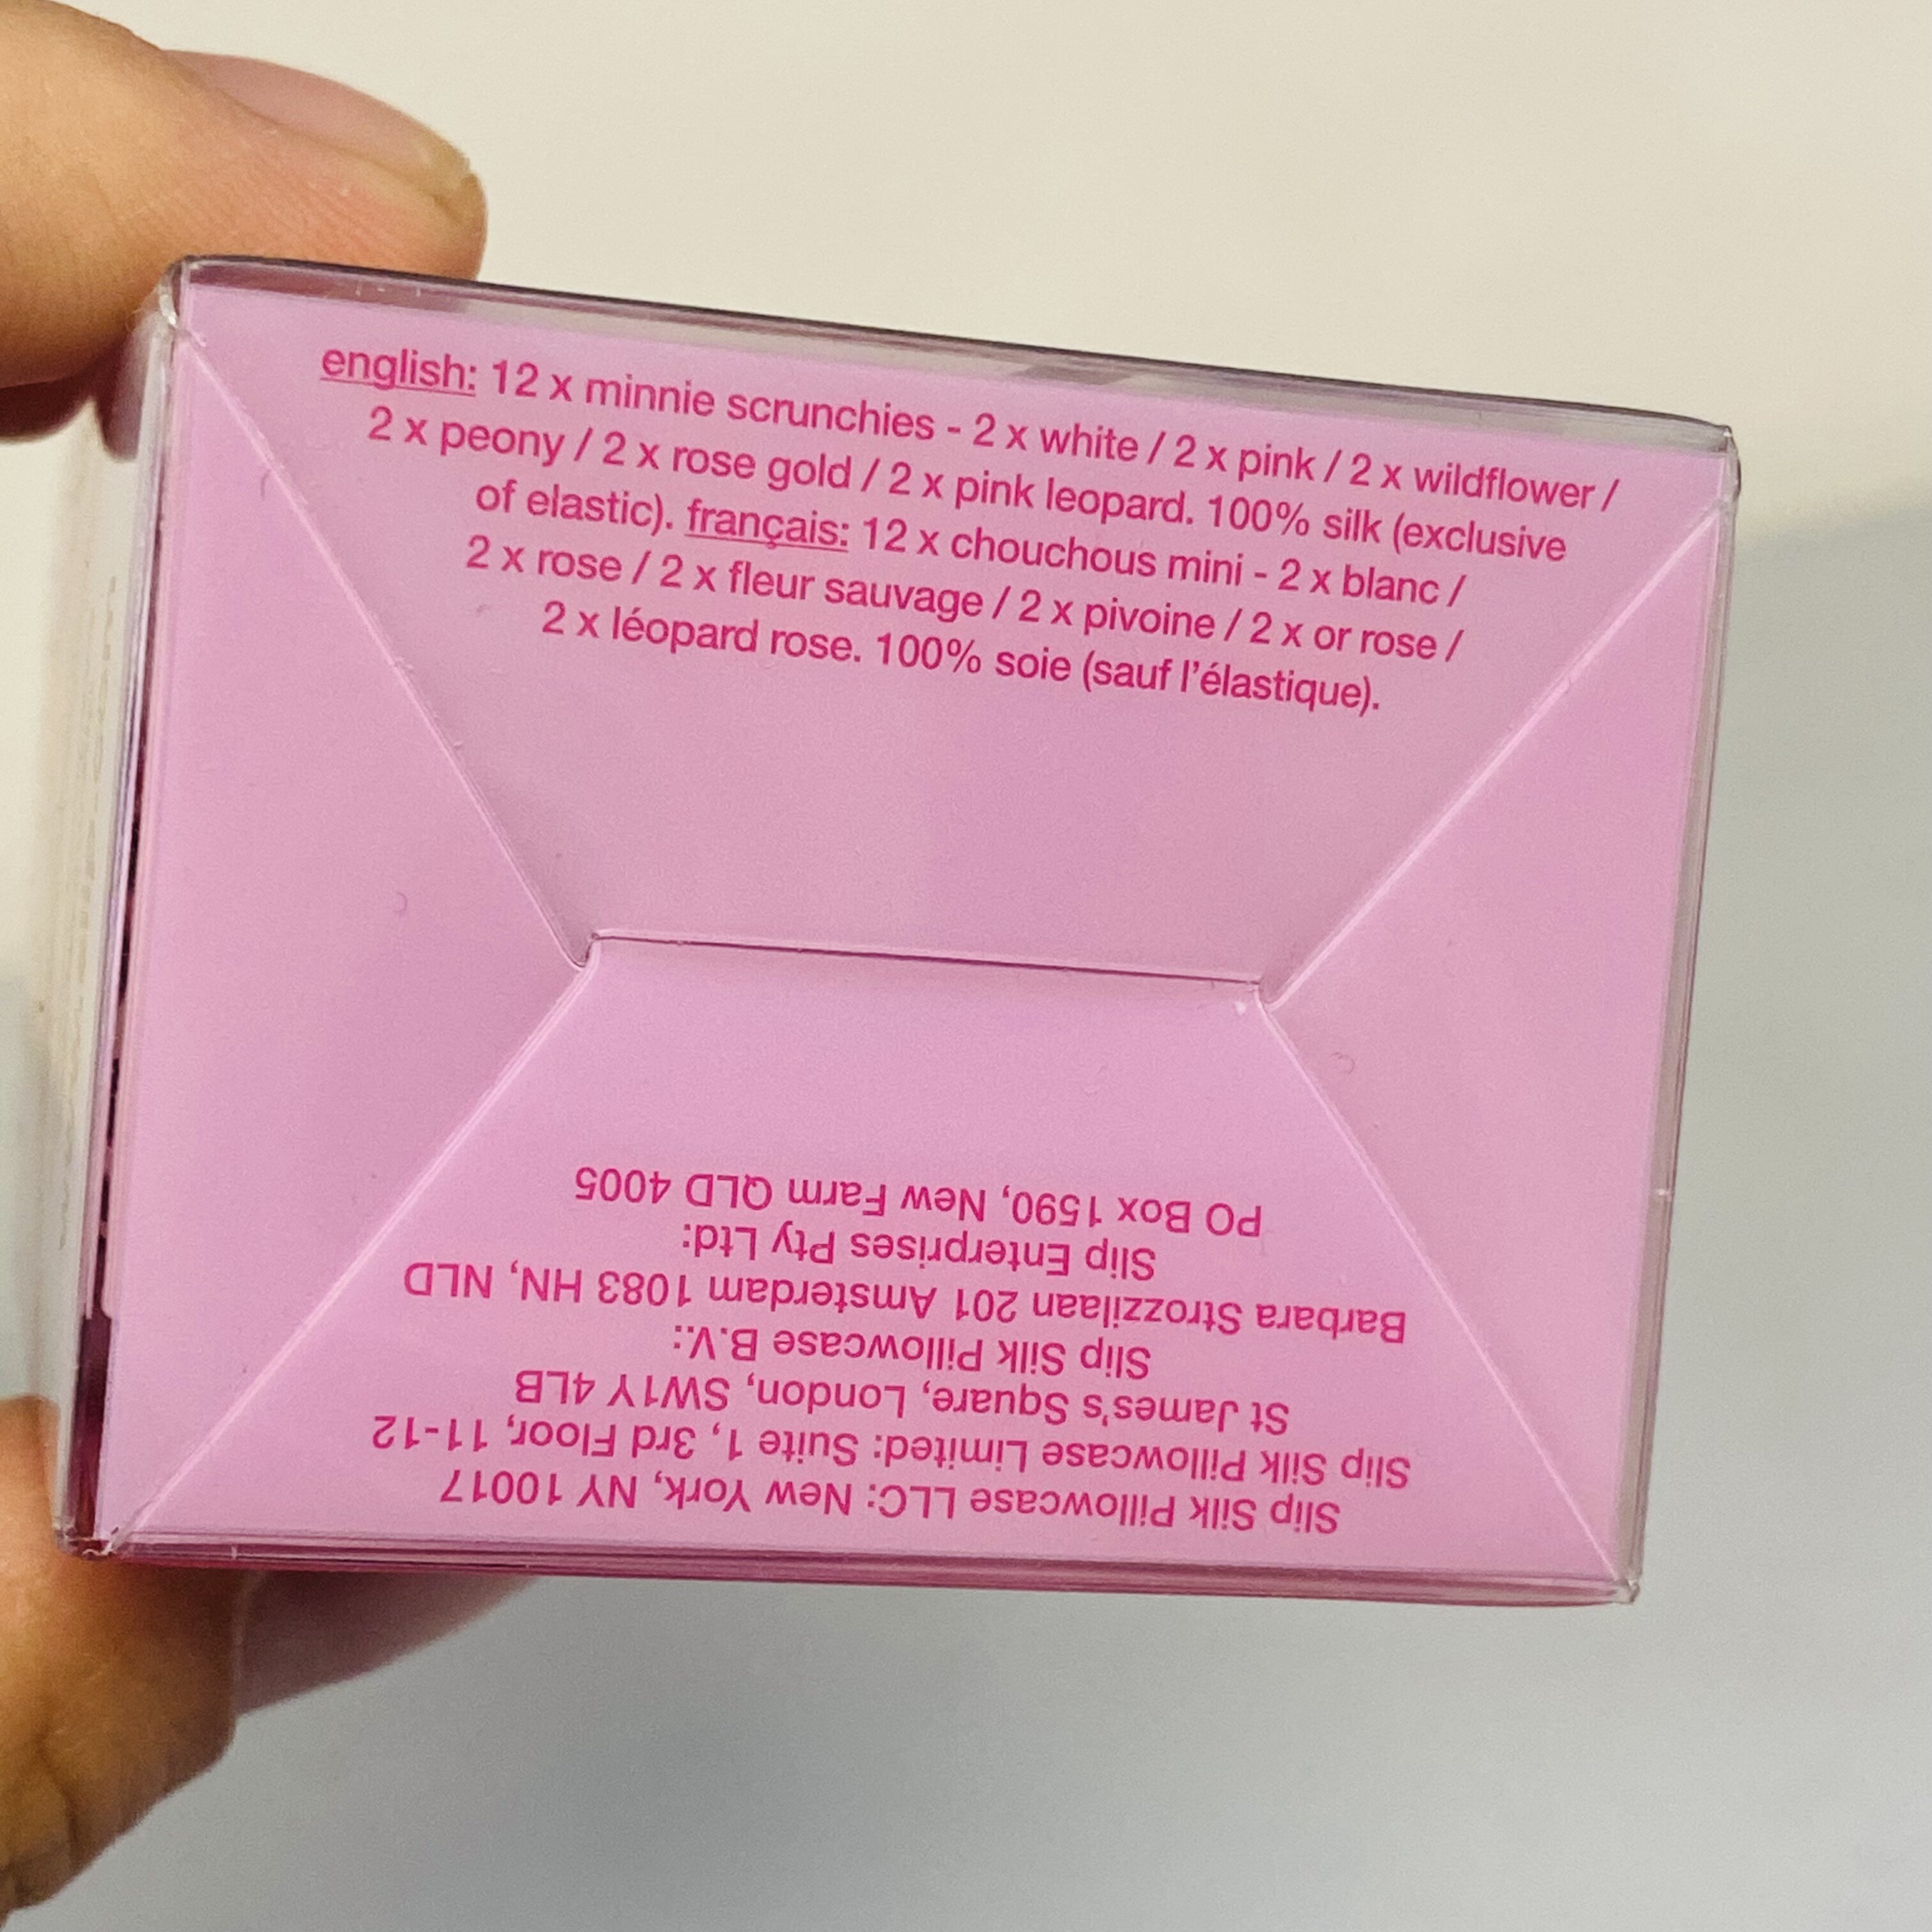 english: 12 x minnie scrunchies - 2 x white / 2 x pink / 2 x wildflower /
2 x peony / 2 x rose gold / 2 x pink leopard. 100% silk (exclusive
of elastic). français: 12 x chouchous mini - 2 x blanc /
2 x rose / 2 x fleur sauvage / 2 x pivoine / 2 x or rose /
2 x léopard rose. 100% soie (sauf l'élastique).
Slip Silk Pillowcase LLC: New York, NY 10017
Slip Silk Pillowcase Limited: Suite 1, 3rd Floor, 11-12
St James's Square, London, SW1Y 4LB
Slip Silk Pillowcase B.V.:
Barbara Strozzilaan 201 Amsterdam 1083 HN, NLD
Slip Enterprises Pty Ltd:
PO Box 1590, New Farm QLD 4005